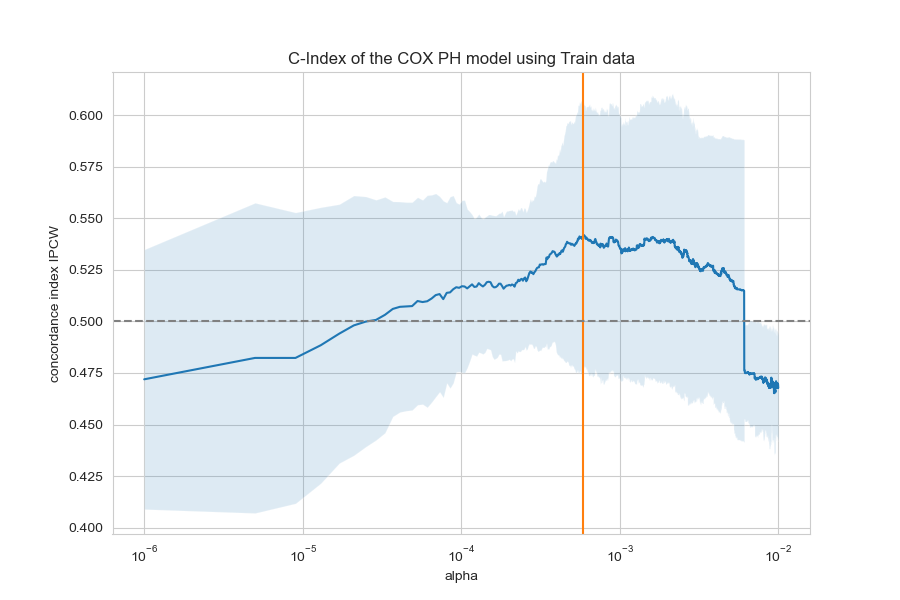 C-Index of the COX PH model using Train data
concordance index IPCW
0.600
0.575
0.550
0.525
0.500
0.475
0.450
0.425
0.400
10⁻⁶ 10⁻⁵ 10⁻⁴ 10⁻³ 10⁻²
alpha